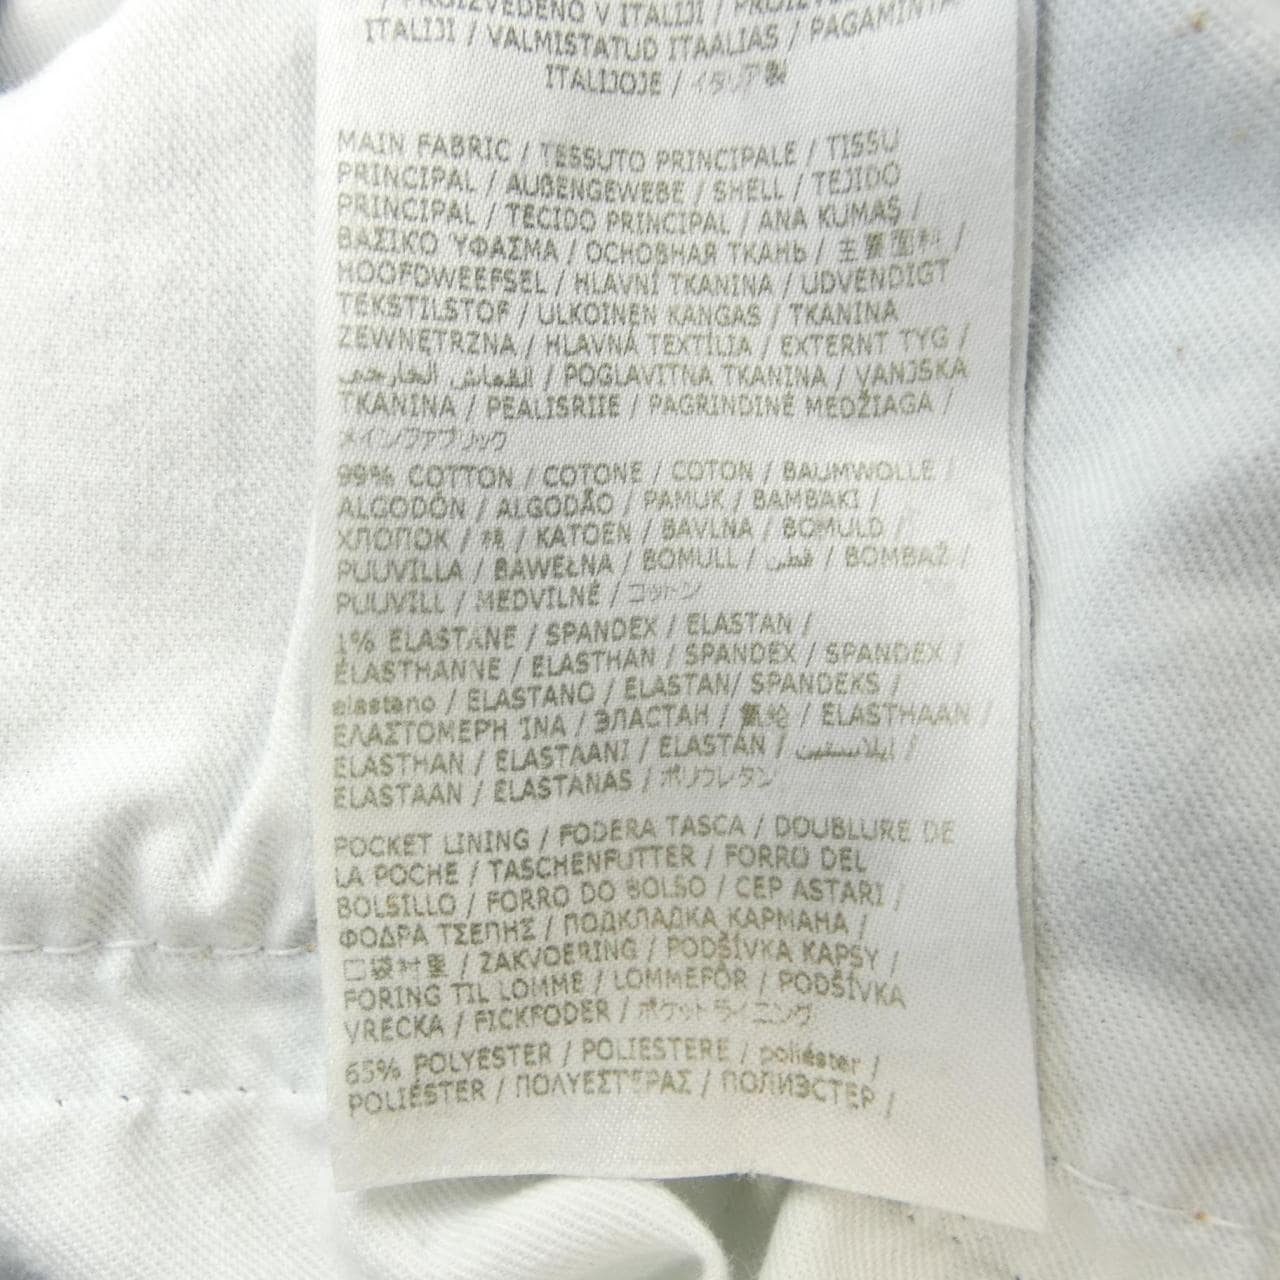 / PROIZVEDENO V ITALIJI /
ITALIJI / VALMISTATUD ITAALIAS / PAGAMINTA
ITALIJOJE / イタリア製
MAIN FABRIC / TESSUTO PRINCIPALE / TISSU
PRINCIPAL / AUßENGEWEBE / SHELL / TEJIDO
PRINCIPAL / TECIDO PRINCIPAL / ANA KUMAŞ /
ΒΑΣΙΚΟ ΎΦΑΣΜΑ / ОСНОВНАЯ ТКАНЬ / 主要面料 /
HOOFDWEEFSEL / HLAVNÍ TKANINA / UDVENDIGT
TEKSTILSTOF / ULKOINEN KANGAS / TKANINA
ZEWNĘTRZNA / HLAVNÁ TEXTÍLIA / EXTERNT TYG /
القماش الخارجي / POGLAVITNA TKANINA / VANJSKA
TKANINA / PEALISRIIE / PAGRINDINĖ MEDŽIAGA /
メインファブリック
99% COTTON / COTONE / COTON / BAUMWOLLE /
ALGODÓN / ALGODÃO / PAMUK / BAMBAKI /
ХЛОПОК / 棉 / KATOEN / BAVLNA / BOMULD /
PUUVILLA / BAWEŁNA / BOMULL / قطن / BOMBAŽ /
PUUVILL / MEDVILNĖ / コットン
1% ELASTANE / SPANDEX / ELASTAN /
ÉLASTHANNE / ELASTHAN / SPANDEX / SPANDEX /
elastano / ELASTANO / ELASTAN/ SPANDEKS /
ΕΛΑΣΤΟΜΕΡΗ ΊΝΑ / ЭЛАСТАН / 氨纶 / ELASTHAAN /
ELASTHAN / ELASTAANI / ELASTÁN / إيلاستين /
ELASTAAN / ELASTANAS / ポリウレタン
POCKET LINING / FODERA TASCA / DOUBLURE DE
LA POCHE / TASCHENFUTTER / FORRO DEL
BOLSILLO / FORRO DO BOLSO / CEP ASTARI /
ΦΟΔΡΑ ΤΣΕΠΗΣ / ПОДКЛАДКА КАРМАНА /
口袋衬里 / ZAKVOERING / PODŠÍVKA KAPSY /
FORING TIL LOMME / LOMMEFÔR / PODŠÍVKA
VRECKA / FICKFODER / ポケットライニング
65% POLYESTER / POLIESTERE / poliéster /
POLIÉSTER / ΠΟΛΥΕΣΤΈΡΑΣ / ПОЛИЭСТЕР /